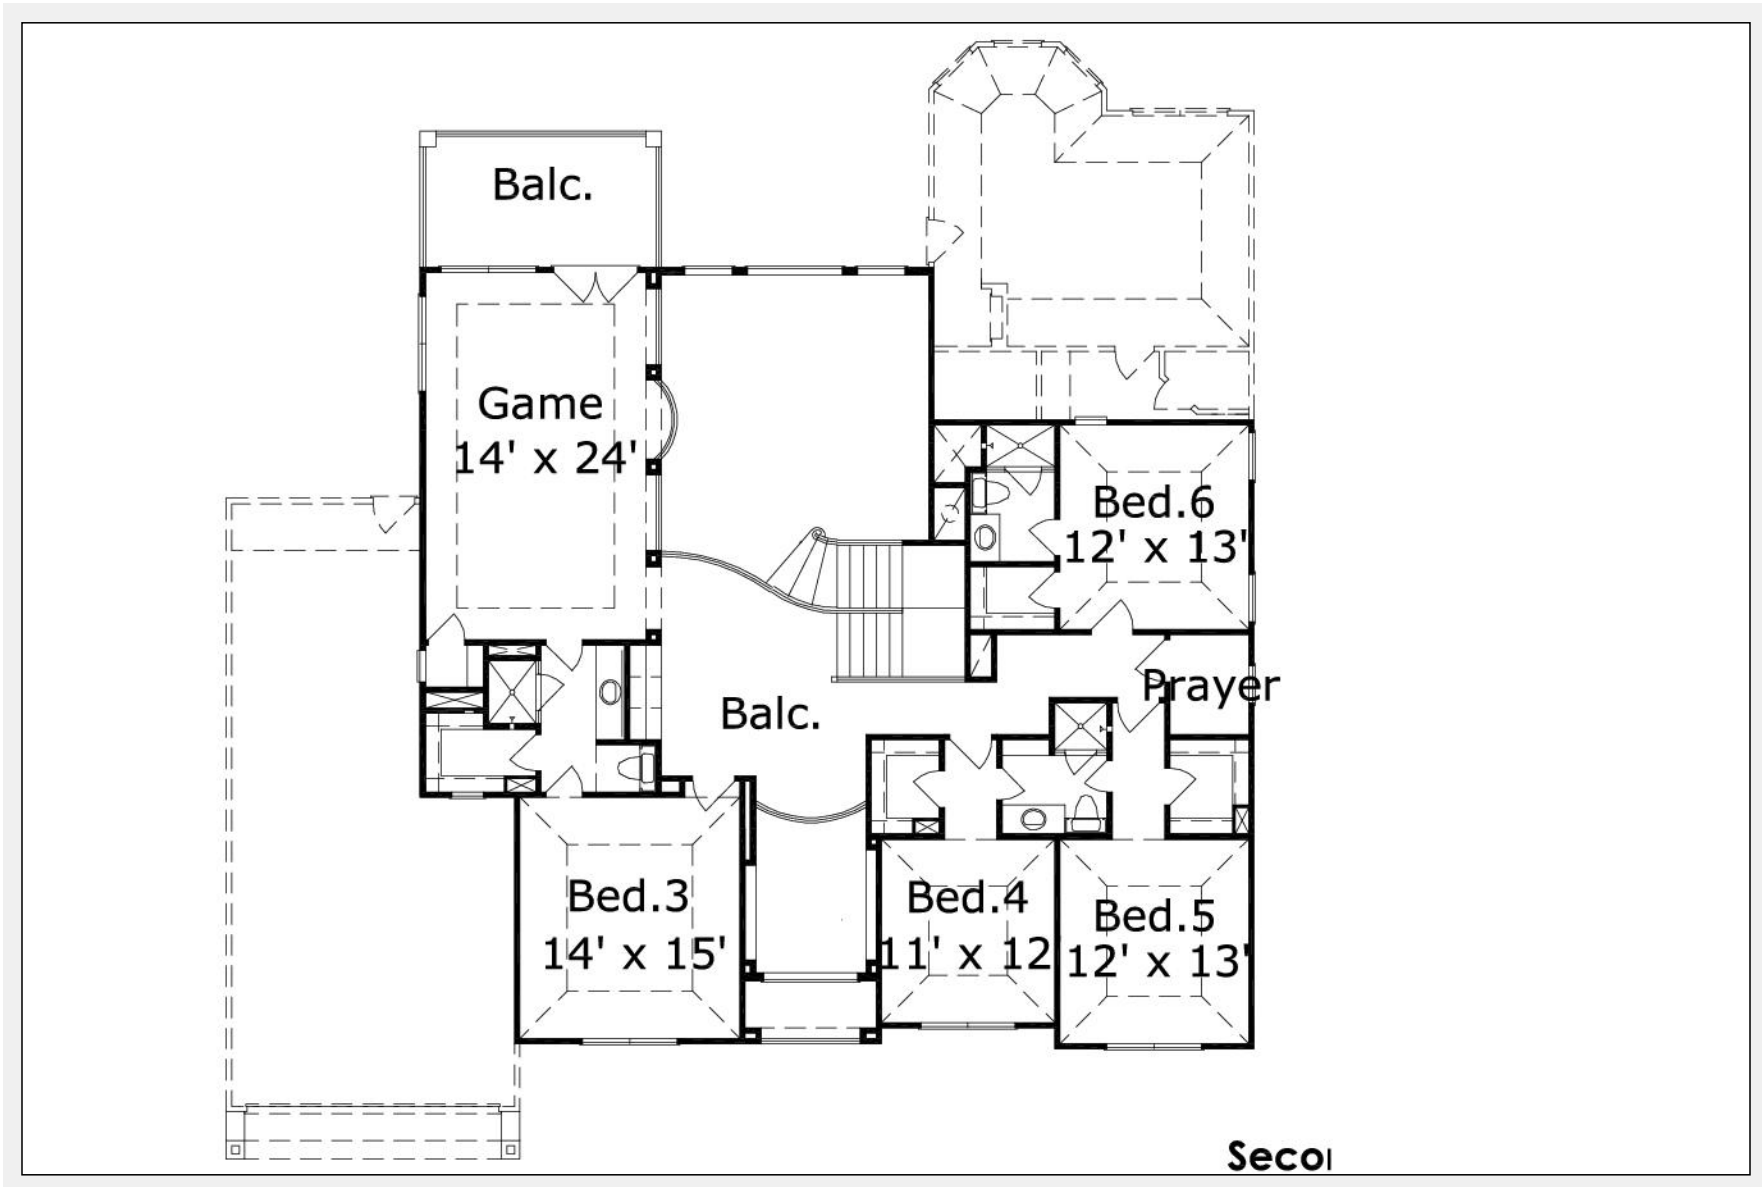 Balc.
Game
14' x 24'
Bed.6
12' x 13'
Prayer
Balc.
Bed.3
14' x 15'
Bed.4
11' x 12
Bed.5
12' x 13'
Seco